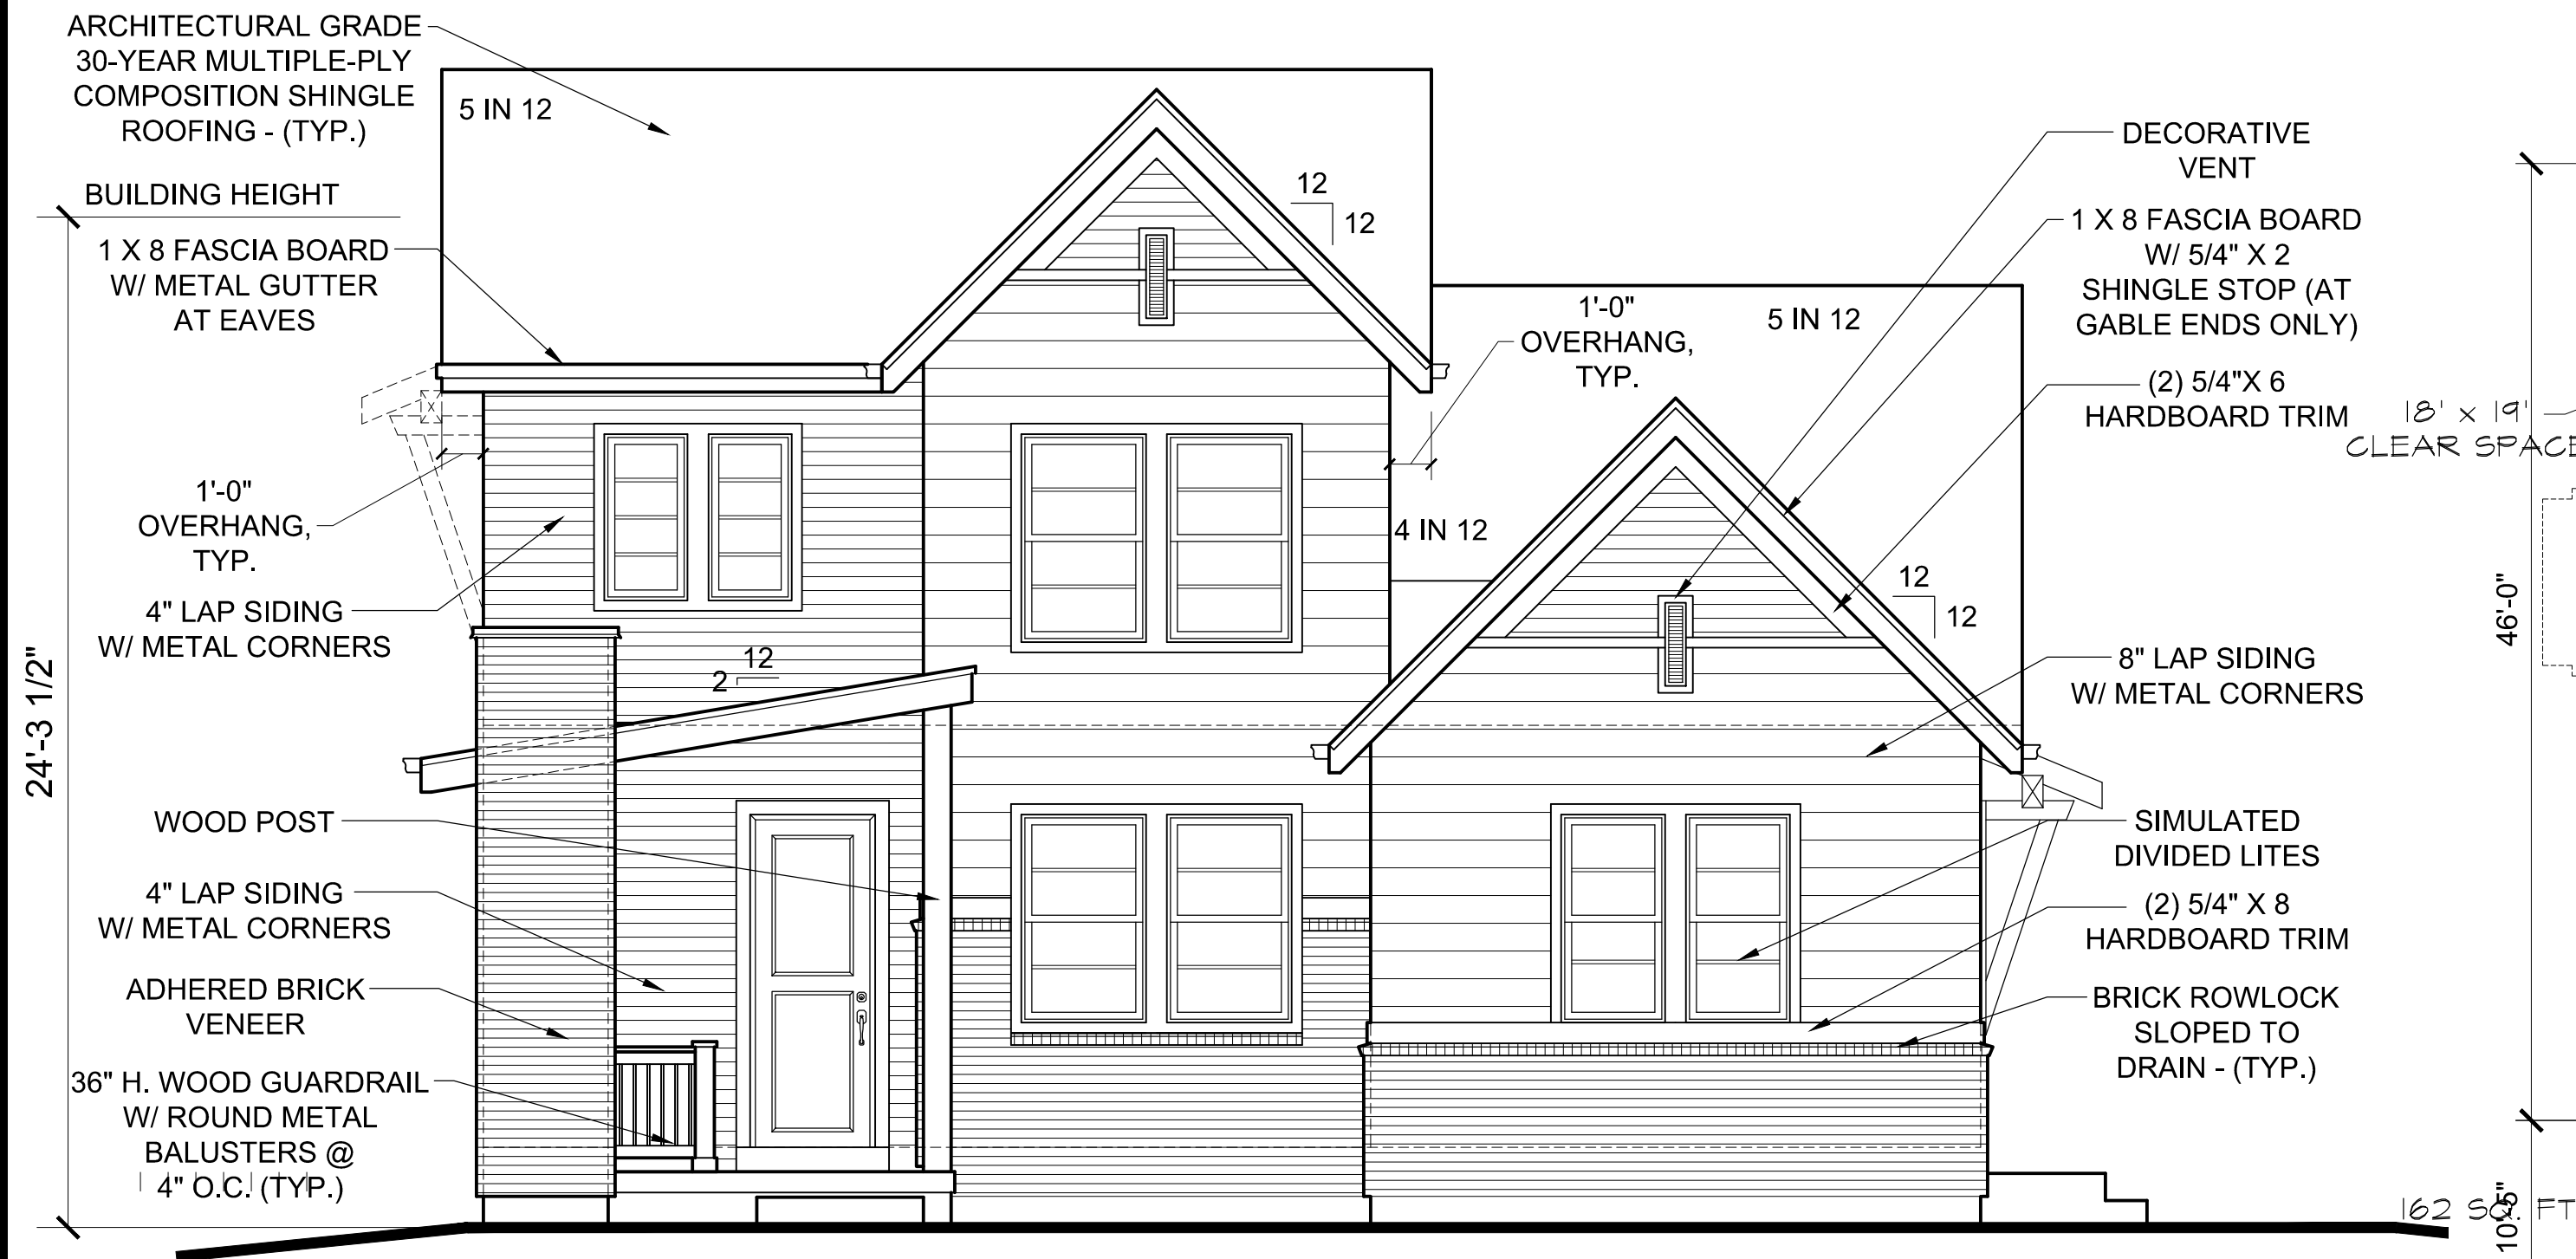 ARCHITECTURAL GRADE
30-YEAR MULTIPLE-PLY
COMPOSITION SHINGLE
ROOFING - (TYP.)
BUILDING HEIGHT
1 X 8 FASCIA BOARD
W/ METAL GUTTER
AT EAVES
1'-0"
OVERHANG,
TYP.
4" LAP SIDING
W/ METAL CORNERS
24'-3 1/2"
WOOD POST
4" LAP SIDING
W/ METAL CORNERS
ADHERED BRICK
VENEER
36" H. WOOD GUARDRAIL
W/ ROUND METAL
BALUSTERS @
4" O.C. (TYP.)
5 IN 12
12
12
1'-0"
OVERHANG,
TYP.
5 IN 12
4 IN 12
12
2
12
12
DECORATIVE
VENT
1 X 8 FASCIA BOARD
W/ 5/4" X 2
SHINGLE STOP (AT
GABLE ENDS ONLY)
(2) 5/4"X 6
HARDBOARD TRIM
8" LAP SIDING
W/ METAL CORNERS
SIMULATED
DIVIDED LITES
(2) 5/4" X 8
HARDBOARD TRIM
BRICK ROWLOCK
SLOPED TO
DRAIN - (TYP.)
18' x 19'
CLEAR SPACE
46'-0"
162 SQ. FT
10'-5"